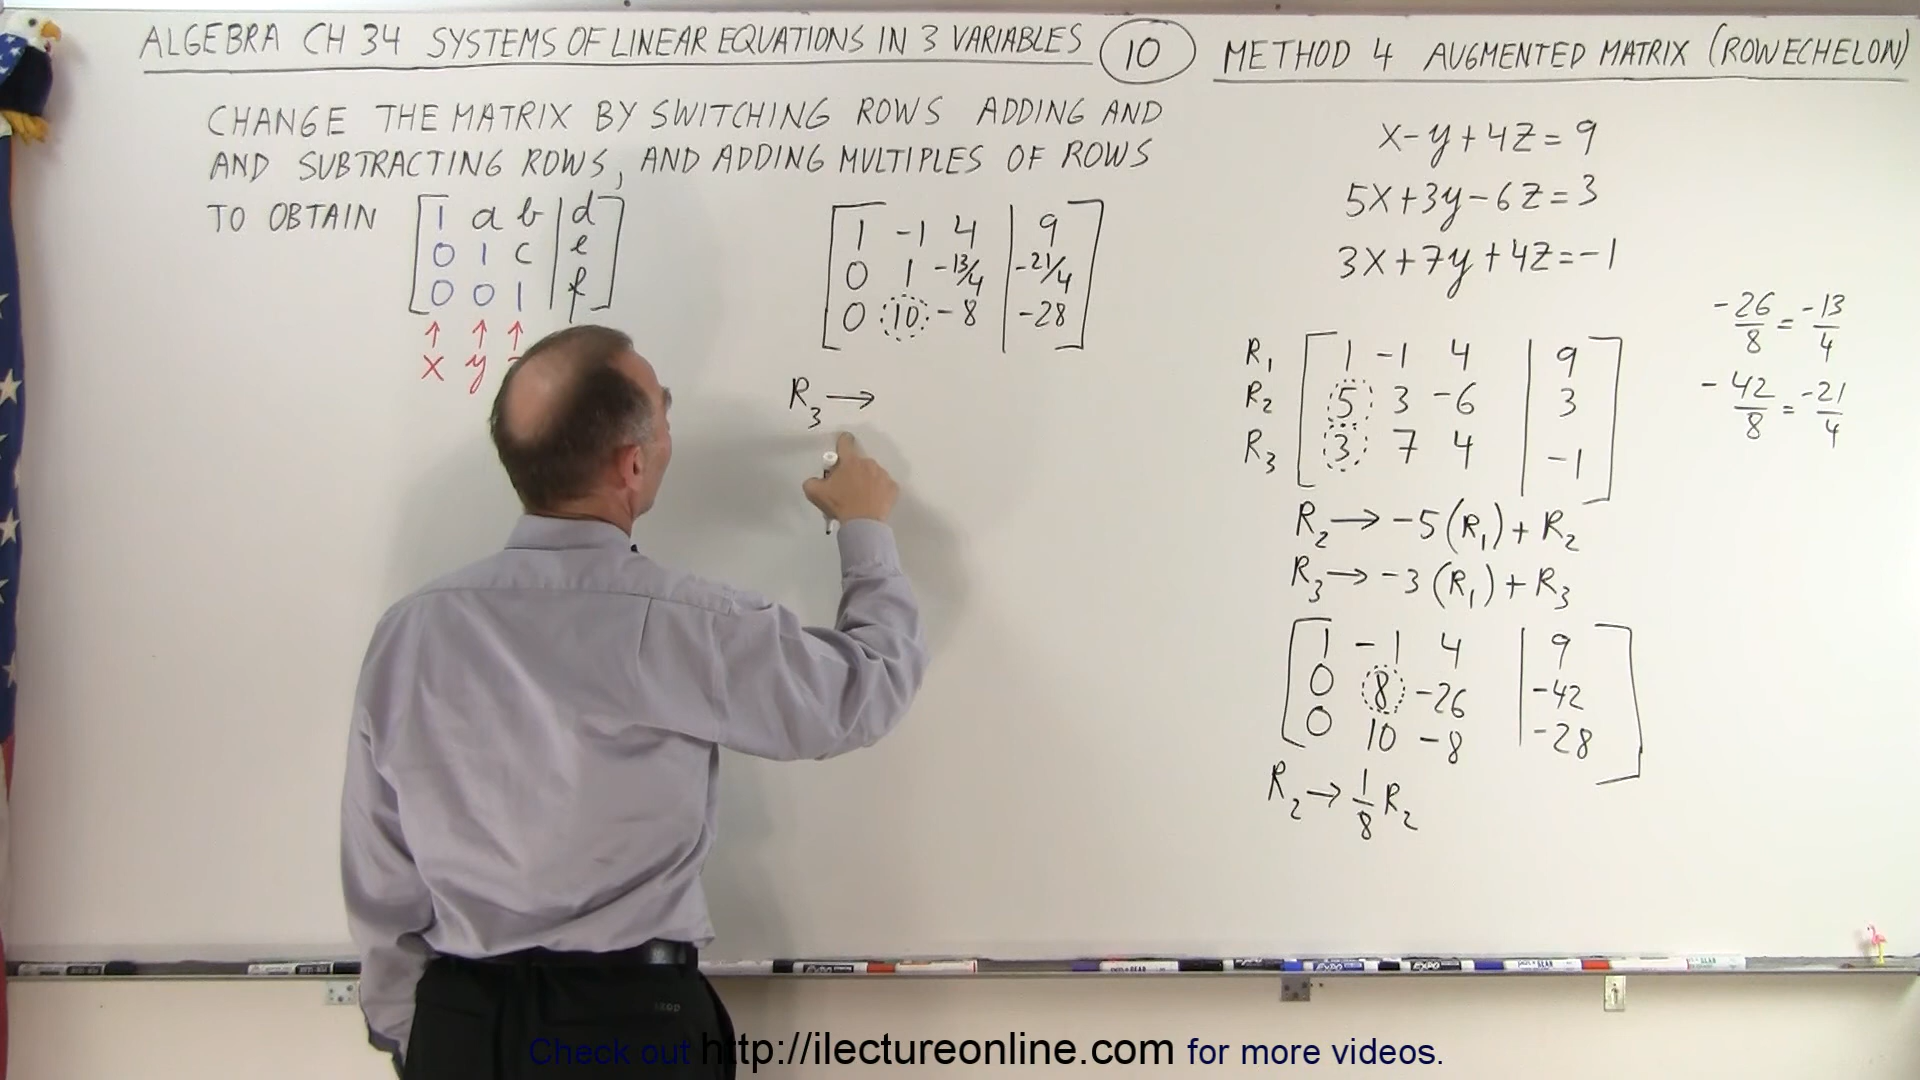 ALGEBRA CH 34 SYSTEMS OF LINEAR EQUATIONS IN 3 VARIABLES 10 METHOD 4 AUGMENTED MATRIX (ROW ECHELON)
CHANGE THE MATRIX BY SWITCHING ROWS ADDING AND
AND SUBTRACTING ROWS, AND ADDING MULTIPLES OF ROWS
TO OBTAIN
1 a b | d
0 1 c | e
0 0 1 | f
↑ ↑ ↑
x y
1 -1 4 | 9
0 1 -13/4 | -21/4
0 10 -8 | -28
R₃→
x-y+4z=9
5x+3y-6z=3
3x+7y+4z=-1
R₁ 1 -1 4 | 9
R₂ 5 3 -6 | 3
R₃ 3 7 4 | -1
R₂→-5(R₁)+R₂
R₃→-3(R₁)+R₃
1 -1 4 | 9
0 8 -26 | -42
0 10 -8 | -28
R₂→1/8 R₂
-26/8=-13/4
-42/8=-21/4
Check out http://ilectureonline.com for more videos.